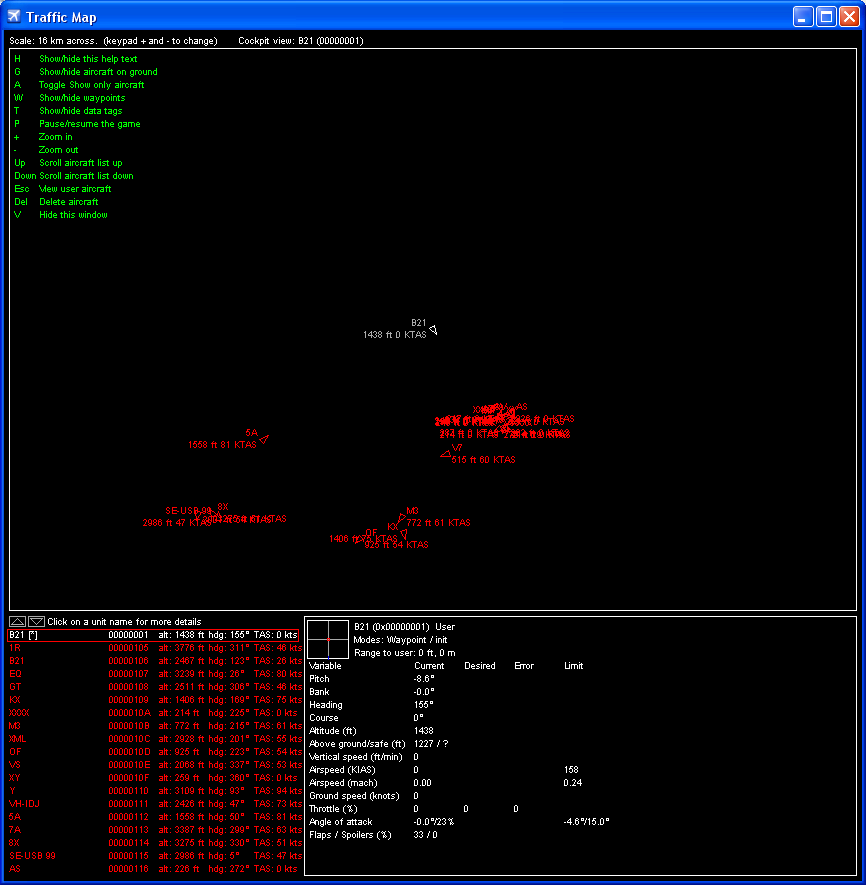 Traffic Map
Scale: 16 km across. (keypad + and - to change) Cockpit view: B21 (00000001)
H Show/hide this help text
G Show/hide aircraft on ground
A Toggle Show only aircraft
W Show/hide waypoints
T Show/hide data tags
P Pause/resume the game
+ Zoom in
- Zoom out
Up Scroll aircraft list up
Down Scroll aircraft list down
Esc View user aircraft
Del Delete aircraft
V Hide this window
B21
1438 ft 0 KTAS
5A
1558 ft 81 KTAS
AS
V7
515 ft 60 KTAS
SE-USB 99
8X
2986 ft 47 KTAS
M3
772 ft 61 KTAS
KX
OF
1406 ft
925 ft 54 KTAS
Click on a unit name for more details
B21 [*] 00000001 alt: 1438 ft hdg: 155° TAS: 0 kts
1R 00000105 alt: 3776 ft hdg: 311° TAS: 46 kts
B21 00000106 alt: 2467 ft hdg: 123° TAS: 26 kts
EQ 00000107 alt: 3239 ft hdg: 26° TAS: 80 kts
GT 00000108 alt: 2511 ft hdg: 306° TAS: 46 kts
KX 00000109 alt: 1406 ft hdg: 169° TAS: 75 kts
XXXX 0000010A alt: 214 ft hdg: 225° TAS: 0 kts
M3 0000010B alt: 772 ft hdg: 215° TAS: 61 kts
XML 0000010C alt: 2928 ft hdg: 201° TAS: 55 kts
OF 0000010D alt: 925 ft hdg: 223° TAS: 54 kts
VS 0000010E alt: 2068 ft hdg: 337° TAS: 53 kts
XY 0000010F alt: 259 ft hdg: 360° TAS: 0 kts
Y 00000110 alt: 3109 ft hdg: 93° TAS: 94 kts
VH-IDJ 00000111 alt: 2426 ft hdg: 47° TAS: 73 kts
5A 00000112 alt: 1558 ft hdg: 50° TAS: 81 kts
7A 00000113 alt: 3387 ft hdg: 299° TAS: 63 kts
8X 00000114 alt: 3275 ft hdg: 330° TAS: 51 kts
SE-USB 99 00000115 alt: 2986 ft hdg: 5° TAS: 47 kts
AS 00000116 alt: 226 ft hdg: 272° TAS: 0 kts
B21 (0x00000001) User
Modes: Waypoint / init
Range to user: 0 ft, 0 m
Variable Current Desired Error Limit
Pitch -8.6°
Bank -0.0°
Heading 155°
Course 0°
Altitude (ft) 1438
Above ground/safe (ft) 1227 / ?
Vertical speed (ft/min) 0
Airspeed (KIAS) 0 158
Airspeed (mach) 0.00 0.24
Ground speed (knots) 0
Throttle (%) 0 0 0
Angle of attack -0.0°/23% -4.6°/15.0°
Flaps / Spoilers (%) 33 / 0